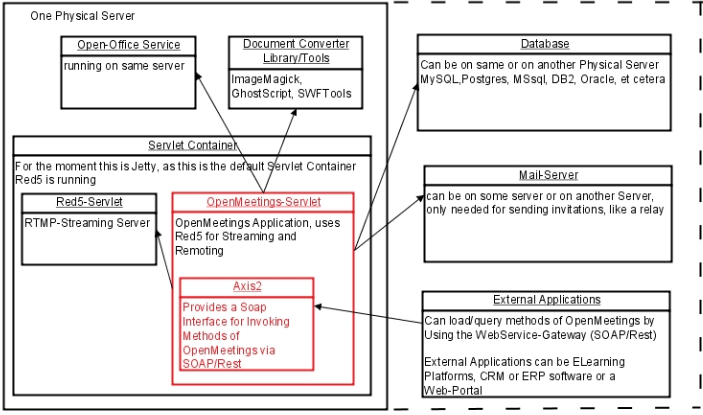 One Physical Server
Open-Office Service
running on same server
Document Converter
Library/Tools
ImageMagick,
GhostScript, SWFTools
Database
Can be on same or on another Physical Server
MySQL,Postgres, MSsql, DB2, Oracle, et cetera
Servlet Container
For the moment this is Jetty, as this is the default Servlet Container
Red5 is running
Red5-Servlet
RTMP-Streaming Server
OpenMeetings-Servlet
OpenMeetings Application, uses
Red5 for Streaming and
Remoting
Axis2
Provides a Soap
Interface for Invoking
Methods of
OpenMeetings via
SOAP/Rest
Mail-Server
can be on some server or on another Server,
only needed for sending invitations, like a relay
External Applications
Can load/query methods of OpenMeetings by
Using the WebService-Gateway (SOAP/Rest)
External Applications can be ELearning
Platforms, CRM or ERP software or a
Web-Portal